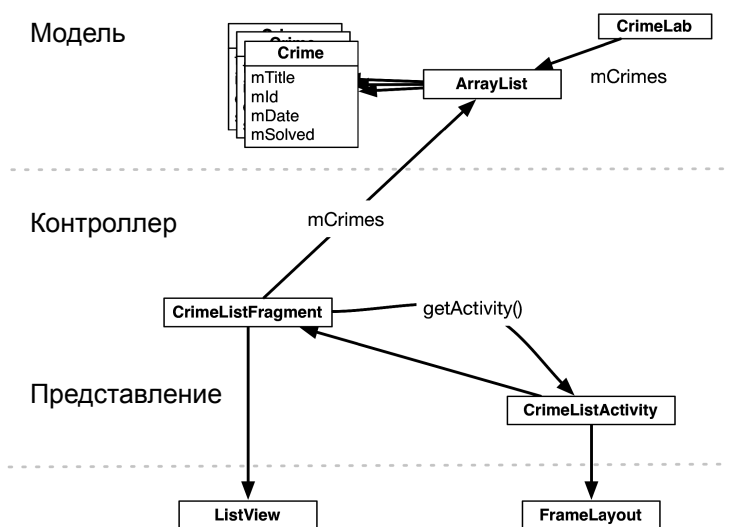 Модель
CrimeLab
Crime
mTitle
mId
mDate
mSolved
ArrayList
mCrimes
Контроллер
mCrimes
CrimeListFragment
getActivity()
Представление
CrimeListActivity
ListView
FrameLayout